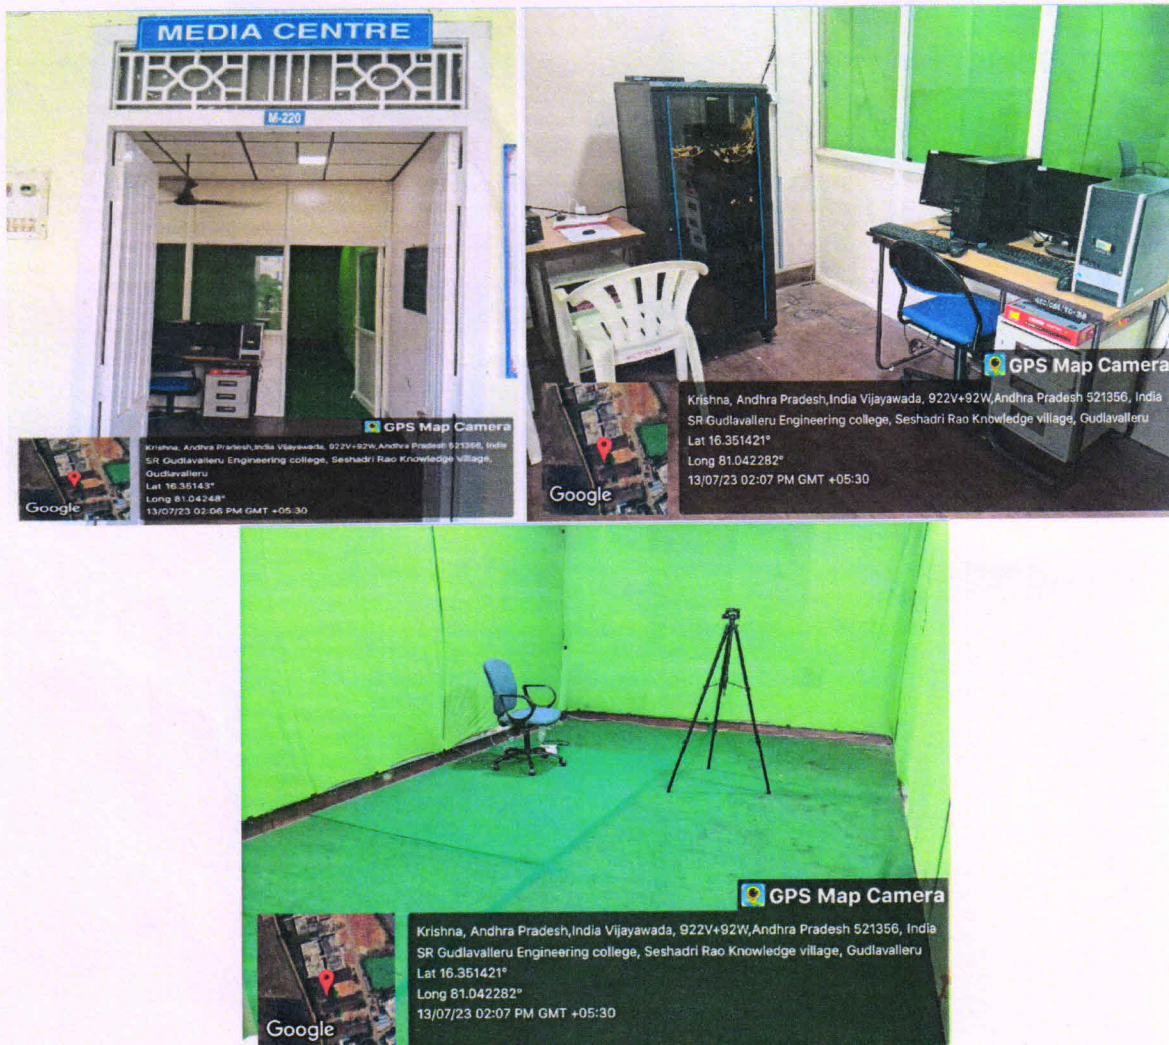 MEDIA CENTRE
M-220
GPS Map Camera
Krishna, Andhra Pradesh,India Vijayawada, 922V+92W,Andhra Pradesh 521356, India
SR Gudlavalleru Engineering college, Seshadri Rao Knowledge village,
Gudlavalleru
Lat 16.35143°
Long 81.04248°
13/07/23 02:06 PM GMT +05:30
Google
GPS Map Camera
Krishna, Andhra Pradesh,India Vijayawada, 922V+92W,Andhra Pradesh 521356, India
SR Gudlavalleru Engineering college, Seshadri Rao Knowledge village, Gudlavalleru
Lat 16.351421°
Long 81.042282°
13/07/23 02:07 PM GMT +05:30
Google
GPS Map Camera
Krishna, Andhra Pradesh,India Vijayawada, 922V+92W,Andhra Pradesh 521356, India
SR Gudlavalleru Engineering college, Seshadri Rao Knowledge village, Gudlavalleru
Lat 16.351421°
Long 81.042282°
13/07/23 02:07 PM GMT +05:30
Google